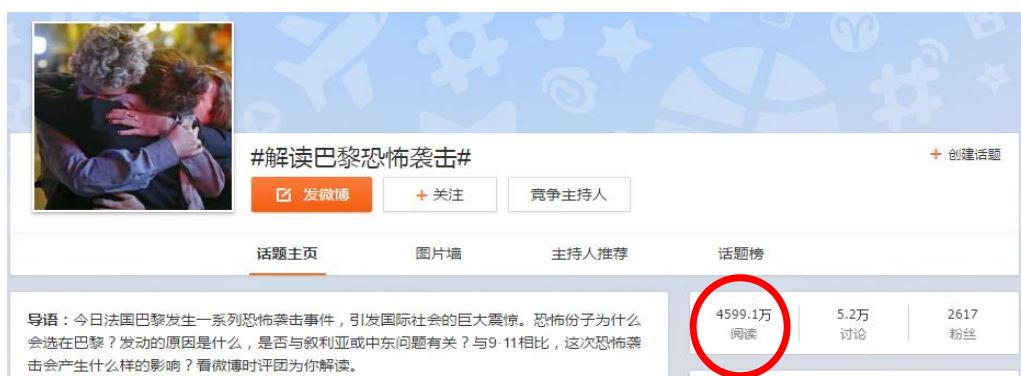 #解读巴黎恐怖袭击#
+ 创建话题
发微博
+ 关注
竞争主持人
话题主页
图片墙
主持人推荐
话题榜
导语：今日法国巴黎发生一系列恐怖袭击事件，引发国际社会的巨大震惊。恐怖份子为什么
会选在巴黎？发动的原因是什么，是否与叙利亚或中东问题有关？与9·11相比，这次恐怖袭
击会产生什么样的影响？看微博时评团为你解读。
4599.1万
阅读
5.2万
讨论
2617
粉丝